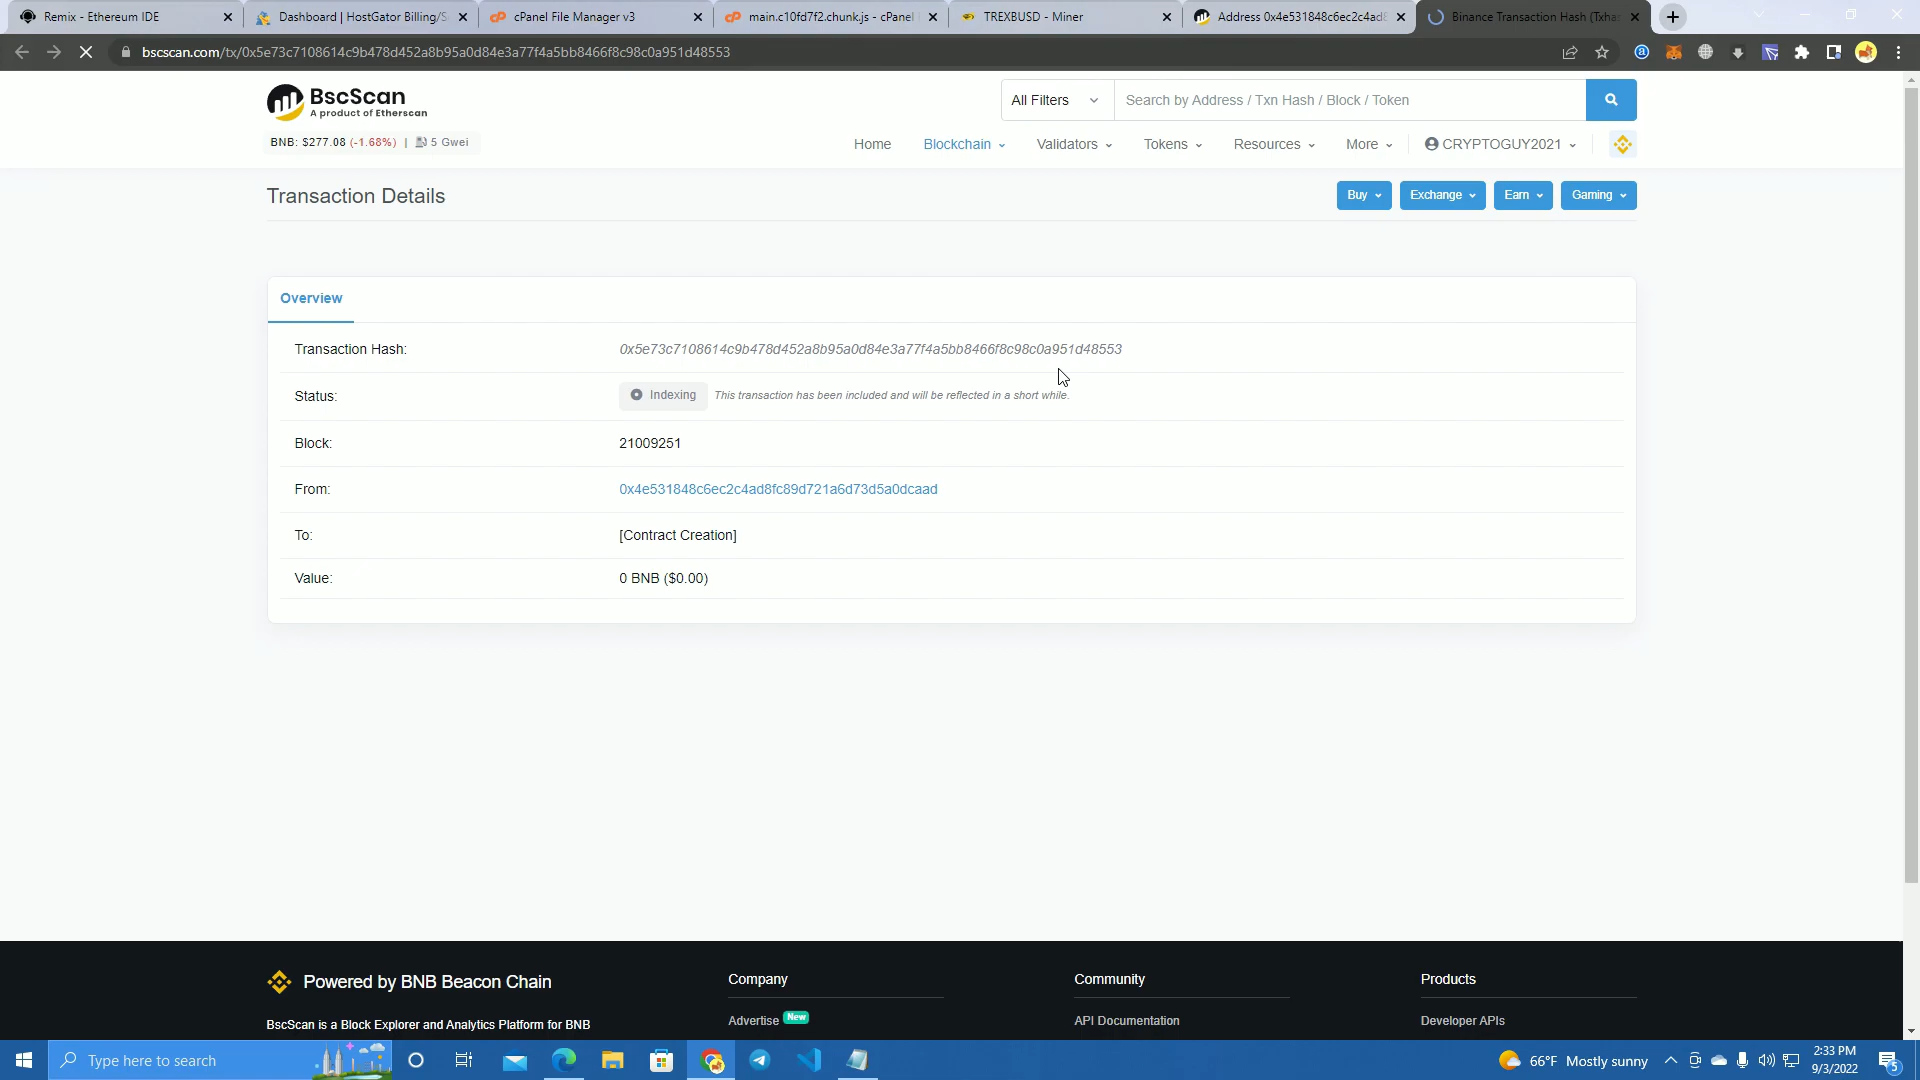 Remix - Ethereum IDE
Dashboard | HostGator Billing/S
cPanel File Manager v3
main.c10fd7f2.chunk.js - cPanel
TREXBUSD - Miner
Address 0x4e531848c6ec2c4ad8
Binance Transaction Hash (Txhas
bscscan.com/tx/0x5e73c7108614c9b478d452a8b95a0d84e3a77f4a5bb8466f8c98c0a951d48553
BscScan
A product of Etherscan
All Filters
Search by Address / Txn Hash / Block / Token
BNB: $277.08 (-1.68%) | 5 Gwei
Home
Blockchain
Validators
Tokens
Resources
More
CRYPTOGUY2021
Transaction Details
Buy
Exchange
Earn
Gaming
Overview
Transaction Hash:
0x5e73c7108614c9b478d452a8b95a0d84e3a77f4a5bb8466f8c98c0a951d48553
Status:
Indexing
This transaction has been included and will be reflected in a short while.
Block:
21009251
From:
0x4e531848c6ec2c4ad8fc89d721a6d73d5a0dcaad
To:
[Contract Creation]
Value:
0 BNB ($0.00)
Powered by BNB Beacon Chain
Company
Community
Products
BscScan is a Block Explorer and Analytics Platform for BNB
Advertise New
API Documentation
Developer APIs
Type here to search
66°F Mostly sunny
2:33 PM
9/3/2022
5